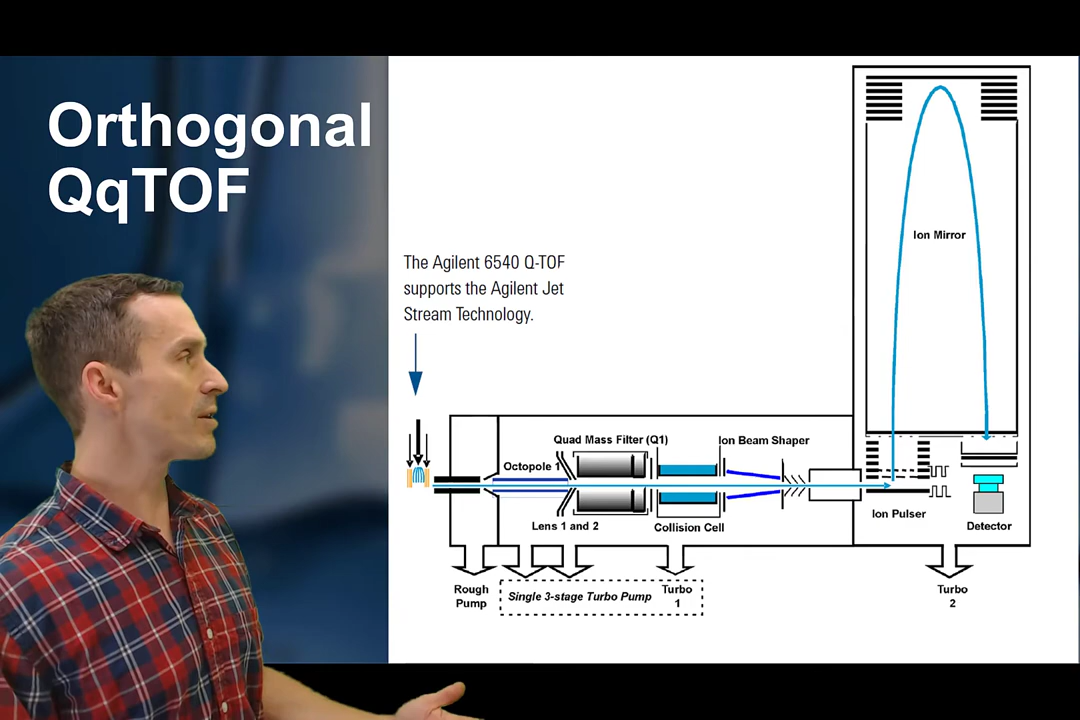 Orthogonal
QqTOF
The Agilent 6540 Q-TOF
supports the Agilent Jet
Stream Technology.
Ion Mirror
Quad Mass Filter (Q1)
Ion Beam Shaper
Octopole 1
Lens 1 and 2
Collision Cell
Ion Pulser
Detector
Rough
Pump
Single 3-stage Turbo Pump
Turbo
1
Turbo
2